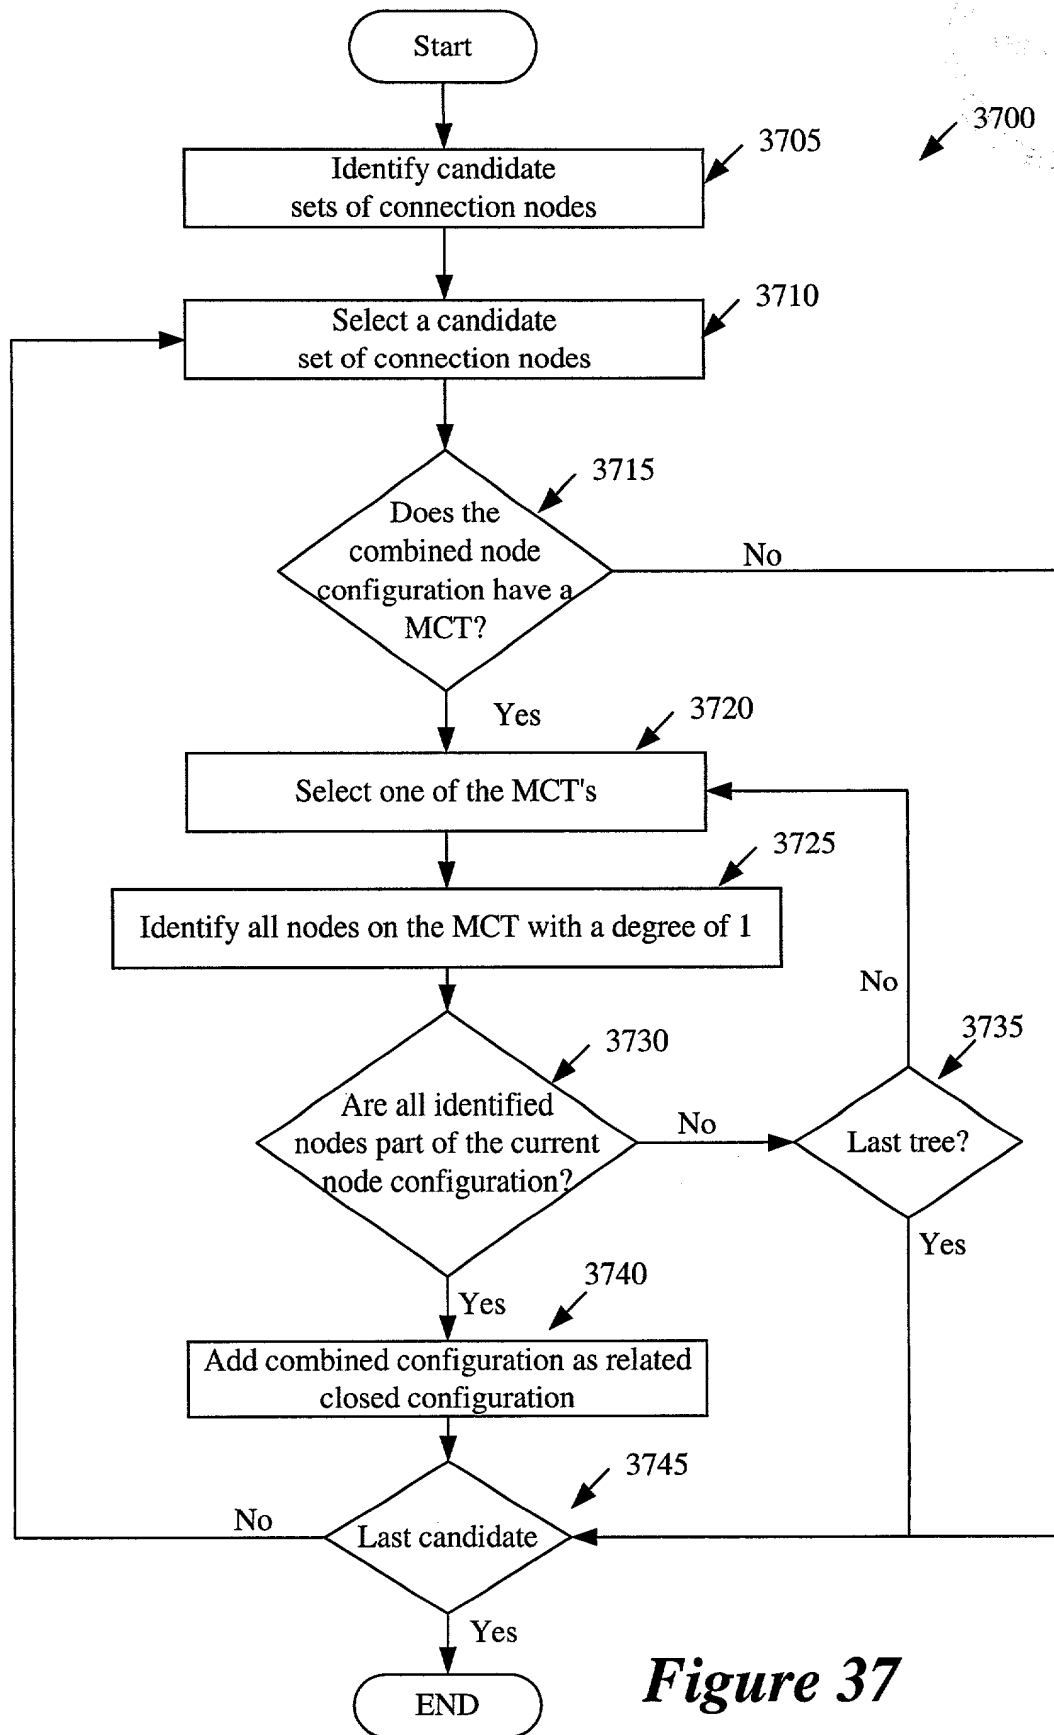 Start
3700
3705
Identify candidate
sets of connection nodes
3710
Select a candidate
set of connection nodes
3715
Does the
combined node
configuration have a
MCT?
No
Yes
3720
Select one of the MCT's
3725
Identify all nodes on the MCT with a degree of 1
No
3730
3735
Are all identified
nodes part of the current
node configuration?
No
Last tree?
Yes
3740
Yes
Add combined configuration as related
closed configuration
3745
No
Last candidate
Yes
END
Figure 37